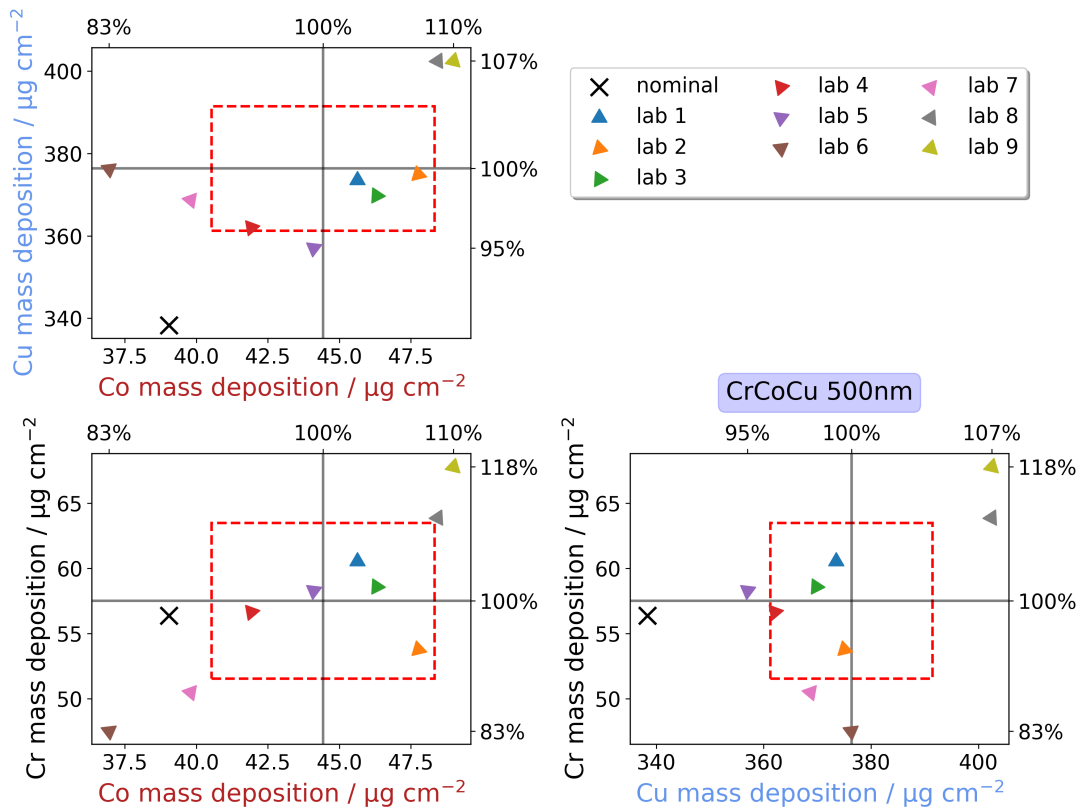 83% 100% 110%
Cu mass deposition / µg cm⁻²
400
380
360
340
107%
100%
95%
37.5 40.0 42.5 45.0 47.5
Co mass deposition / µg cm⁻²
nominal
lab 1
lab 2
lab 3
lab 4
lab 5
lab 6
lab 7
lab 8
lab 9
83% 100% 110%
Cr mass deposition / µg cm⁻²
65
60
55
50
118%
100%
83%
37.5 40.0 42.5 45.0 47.5
Co mass deposition / µg cm⁻²
CrCoCu 500nm
95% 100% 107%
Cr mass deposition / µg cm⁻²
65
60
55
50
118%
100%
83%
340 360 380 400
Cu mass deposition / µg cm⁻²